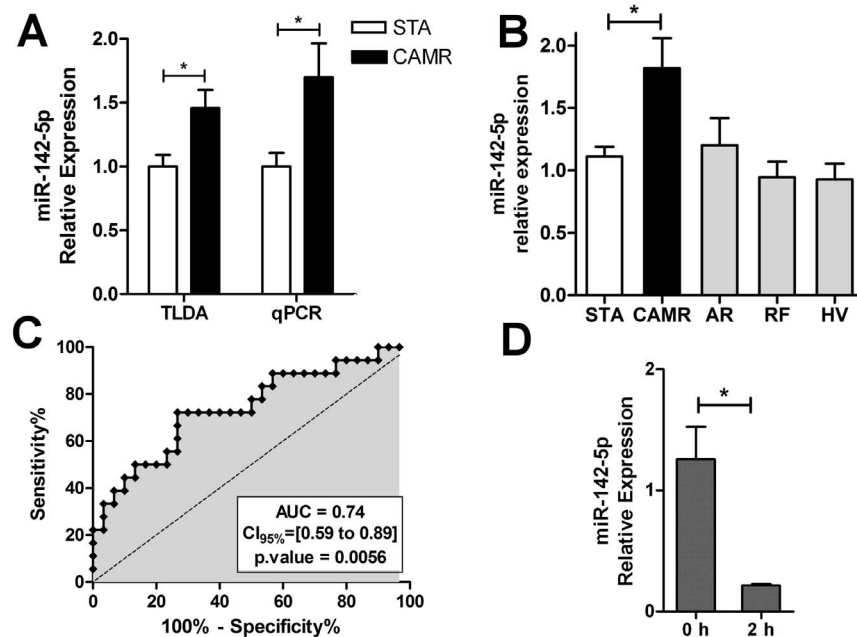 A
miR-142-5p
Relative Expression
2.0
1.5
1.0
0.5
0.0
*
*
TLDA
qPCR
STA
CAMR
B
miR-142-5p
relative expression
2.0
1.5
1.0
0.5
0.0
*
STA
CAMR
AR
RF
HV
C
Sensitivity%
100
80
60
40
20
0
0
20
40
60
80
100
100% - Specificity%
AUC = 0.74
CI95%=[0.59 to 0.89]
p.value = 0.0056
D
miR-142-5p
Relative Expression
2
1
0
*
0 h
2 h